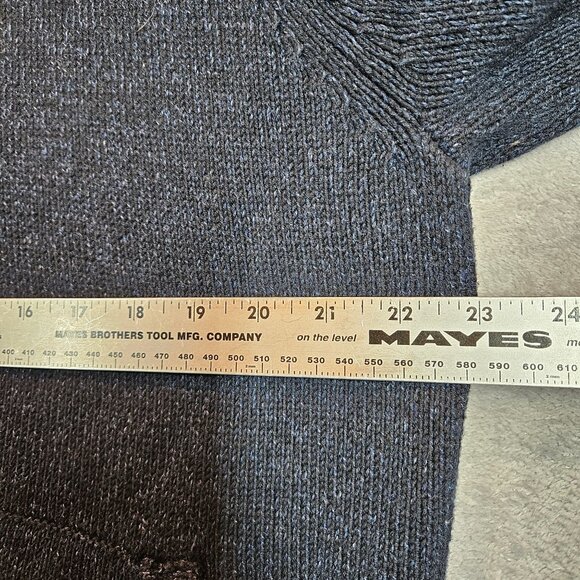 16 17 18 19 20 21 22 23 24
MAYES BROTHERS TOOL MFG. COMPANY on the level MAYES
400 410 420 430 440 450 460 470 480 490 500 510 520 530 540 550 560 570 580 590 600 610